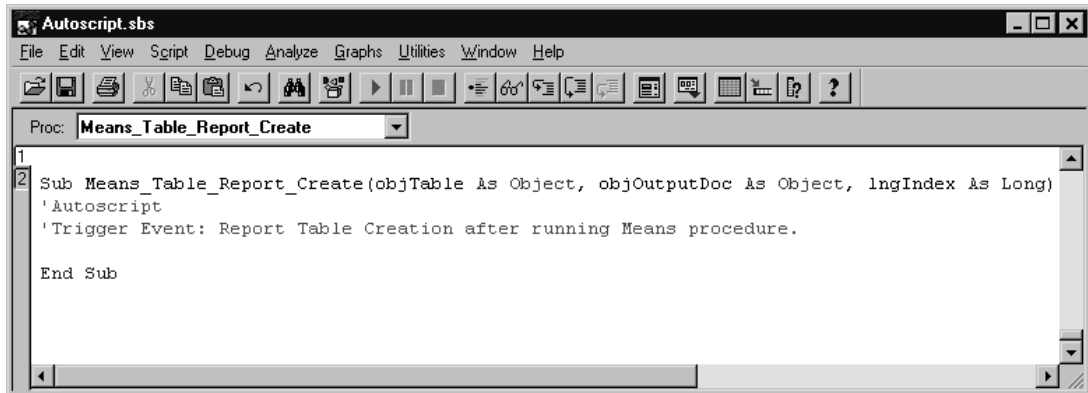 Autoscript.sbs
File Edit View Script Debug Analyze Graphs Utilities Window Help
Proc: Means_Table_Report_Create
1
2
Sub Means_Table_Report_Create(objTable As Object, objOutputDoc As Object, lngIndex As Long)
'Autoscript
'Trigger Event: Report Table Creation after running Means procedure.
End Sub